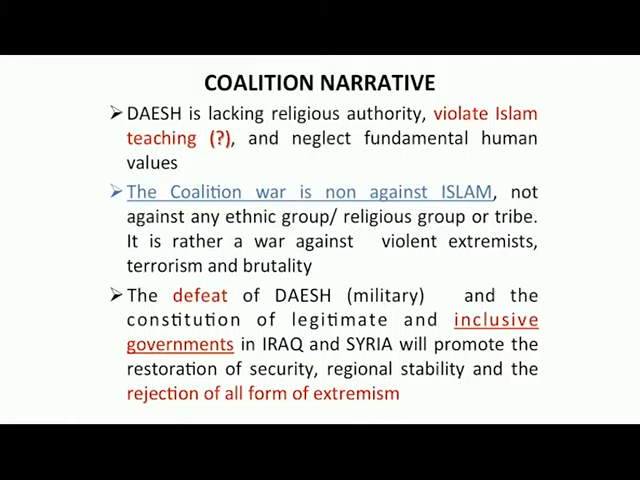 COALITION NARRATIVE
➢DAESH is lacking religious authority, violate Islam
teaching (?), and neglect fundamental human
values
➢The Coalition war is non against ISLAM, not
against any ethnic group/ religious group or tribe.
It is rather a war against violent extremists,
terrorism and brutality
➢The defeat of DAESH (military) and the
constitution of legitimate and inclusive
governments in IRAQ and SYRIA will promote the
restoration of security, regional stability and the
rejection of all form of extremism